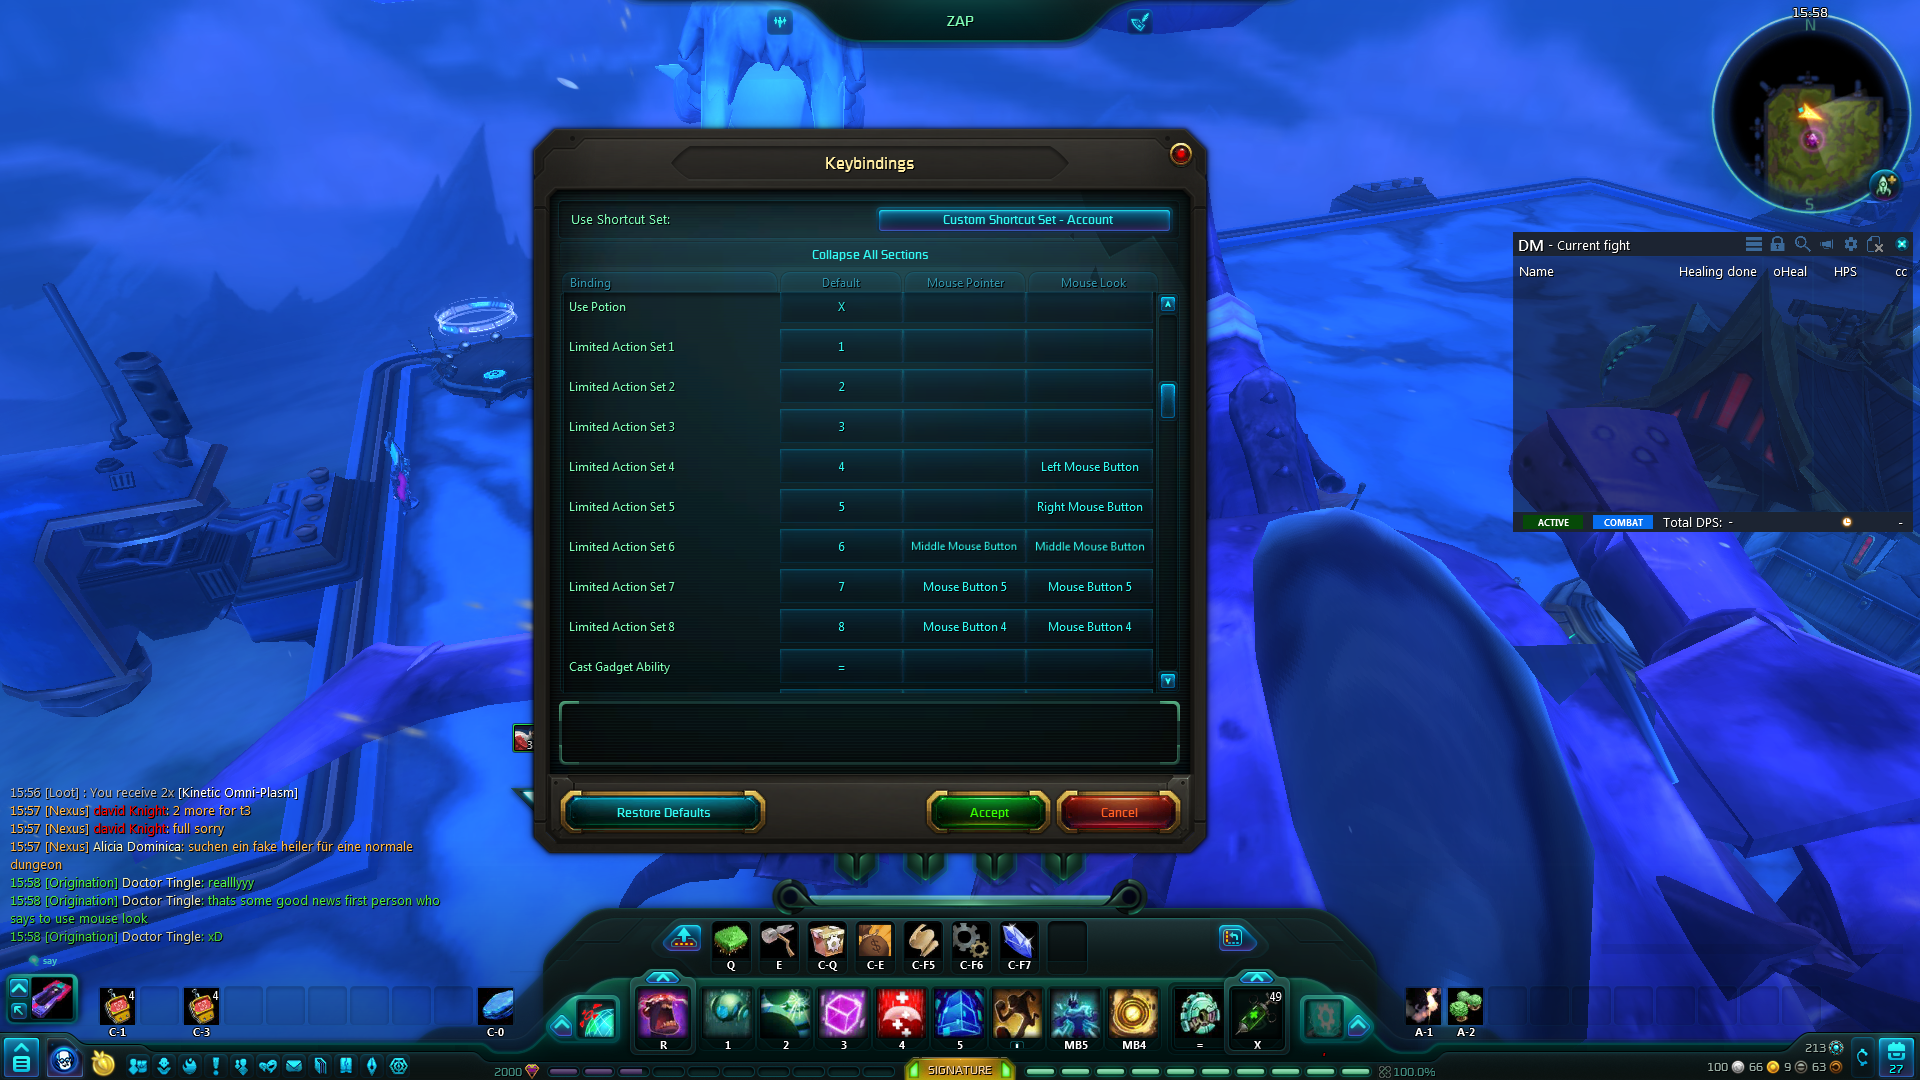 ZAP
15:58
N
S
Keybindings
Use Shortcut Set: Custom Shortcut Set - Account
Collapse All Sections
Binding Default Mouse Pointer Mouse Look
Use Potion X
Limited Action Set 1 1
Limited Action Set 2 2
Limited Action Set 3 3
Limited Action Set 4 4 Left Mouse Button
Limited Action Set 5 5 Right Mouse Button
Limited Action Set 6 6 Middle Mouse Button Middle Mouse Button
Limited Action Set 7 7 Mouse Button 5 Mouse Button 5
Limited Action Set 8 8 Mouse Button 4 Mouse Button 4
Cast Gadget Ability =
Restore Defaults Accept Cancel
DM - Current fight
Name Healing done oHeal HPS cc
ACTIVE COMBAT Total DPS: - -
3
15:56 [Loot] : You receive 2x [Kinetic Omni-Plasm]
15:57 [Nexus] david Knight: 2 more for t3
15:57 [Nexus] david Knight: full sorry
15:57 [Nexus] Alicia Dominica: suchen ein fake heiler für eine normale
dungeon
15:58 [Origination] Doctor Tingle: realllyyy
15:58 [Origination] Doctor Tingle: thats some good news first person who
says to use mouse look
15:58 [Origination] Doctor Tingle: xD
say
Q E C-Q C-E C-F5 C-F6 C-F7
4 4
C-1 C-3 C-0
49
R 1 2 3 4 5 MB5 MB4 = X
A-1 A-2
2000 SIGNATURE 100.0%
213
100 66 9 63
27